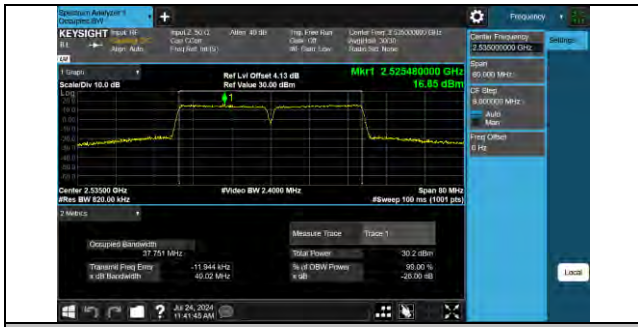 Spectrum Analyzer 1
Occupied BW
Frequency
KEYSIGHT Input: RF
Input Z: 50 Ω
Atten: 40 dB
Trig: Free Run
Center Freq: 2.535000000 GHz
Align: Auto
Freq Ref: Int (S)
Gate: Off
#IF Gain: Low
Avg|Hold: 30/30
Radio Std: None
Center Frequency
2.535000000 GHz
Settings
Span
80.000 MHz
CF Step
8.000000 MHz
Auto
Man
Freq Offset
0 Hz
1 Graph
Scale/Div 10.0 dB
Ref Lvl Offset 4.13 dB
Ref Value 30.00 dBm
Mkr1 2.525480000 GHz
16.85 dBm
Log
1
Center 2.53500 GHz
#Res BW 820.00 kHz
#Video BW 2.4000 MHz
Span 80 MHz
#Sweep 100 ms (1001 pts)
2 Metrics
Measure Trace
Trace 1
Occupied Bandwidth
37.751 MHz
Total Power
30.2 dBm
Transmit Freq Error
-11.944 kHz
% of OBW Power
99.00 %
x dB Bandwidth
40.02 MHz
x dB
-26.00 dB
Local
Jul 24, 2024
11:41:45 AM